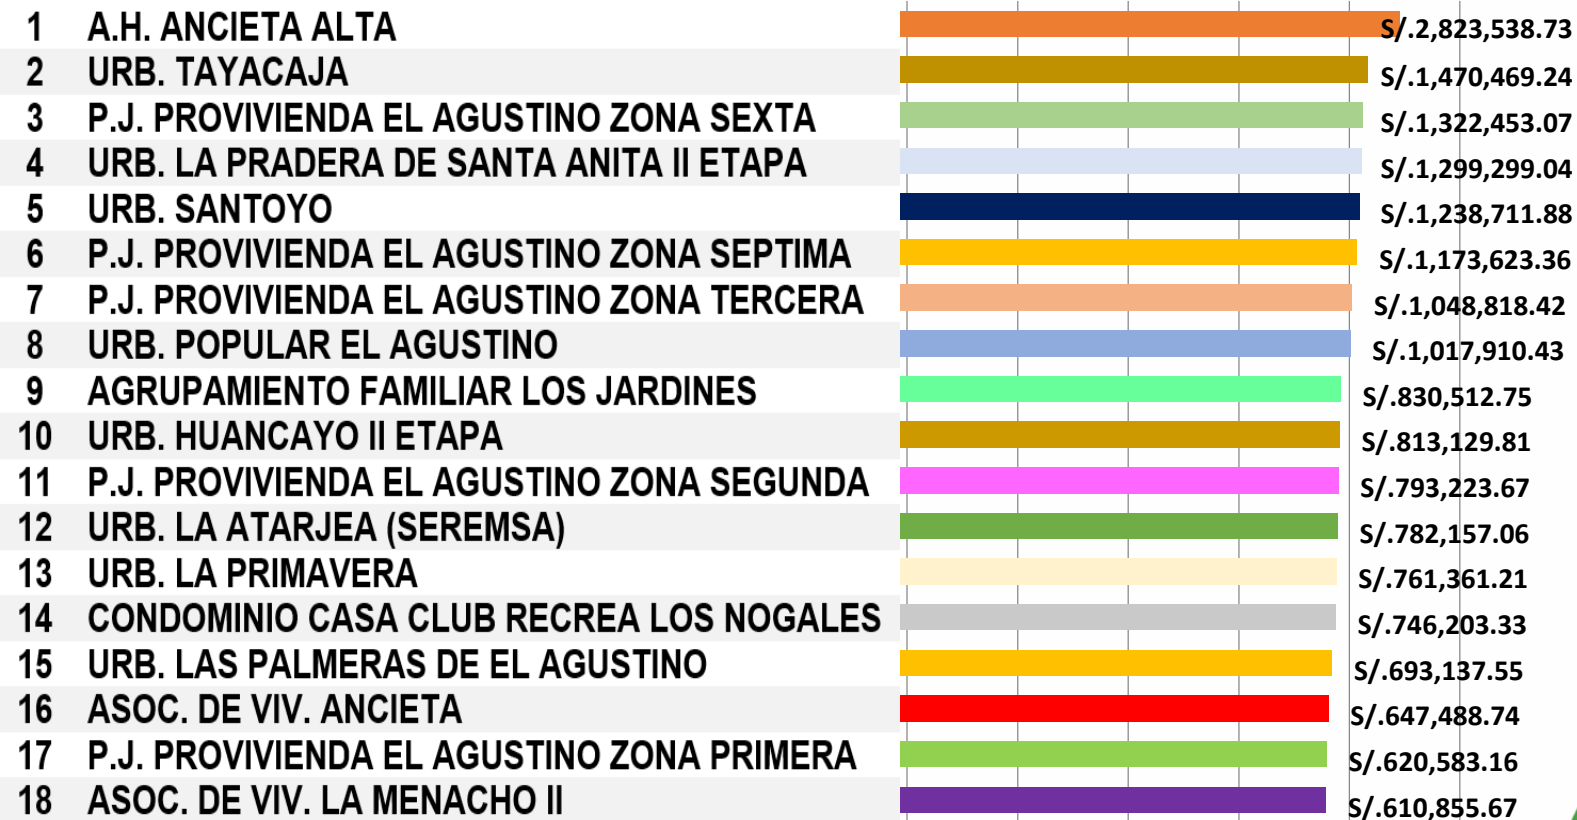 1 A.H. ANCIETA ALTA S/.2,823,538.73
2 URB. TAYACAJA S/.1,470,469.24
3 P.J. PROVIVIENDA EL AGUSTINO ZONA SEXTA S/.1,322,453.07
4 URB. LA PRADERA DE SANTA ANITA II ETAPA S/.1,299,299.04
5 URB. SANTOYO S/.1,238,711.88
6 P.J. PROVIVIENDA EL AGUSTINO ZONA SEPTIMA S/.1,173,623.36
7 P.J. PROVIVIENDA EL AGUSTINO ZONA TERCERA S/.1,048,818.42
8 URB. POPULAR EL AGUSTINO S/.1,017,910.43
9 AGRUPAMIENTO FAMILIAR LOS JARDINES S/.830,512.75
10 URB. HUANCAYO II ETAPA S/.813,129.81
11 P.J. PROVIVIENDA EL AGUSTINO ZONA SEGUNDA S/.793,223.67
12 URB. LA ATARJEA (SEREMSA) S/.782,157.06
13 URB. LA PRIMAVERA S/.761,361.21
14 CONDOMINIO CASA CLUB RECREA LOS NOGALES S/.746,203.33
15 URB. LAS PALMERAS DE EL AGUSTINO S/.693,137.55
16 ASOC. DE VIV. ANCIETA S/.647,488.74
17 P.J. PROVIVIENDA EL AGUSTINO ZONA PRIMERA S/.620,583.16
18 ASOC. DE VIV. LA MENACHO II S/.610,855.67